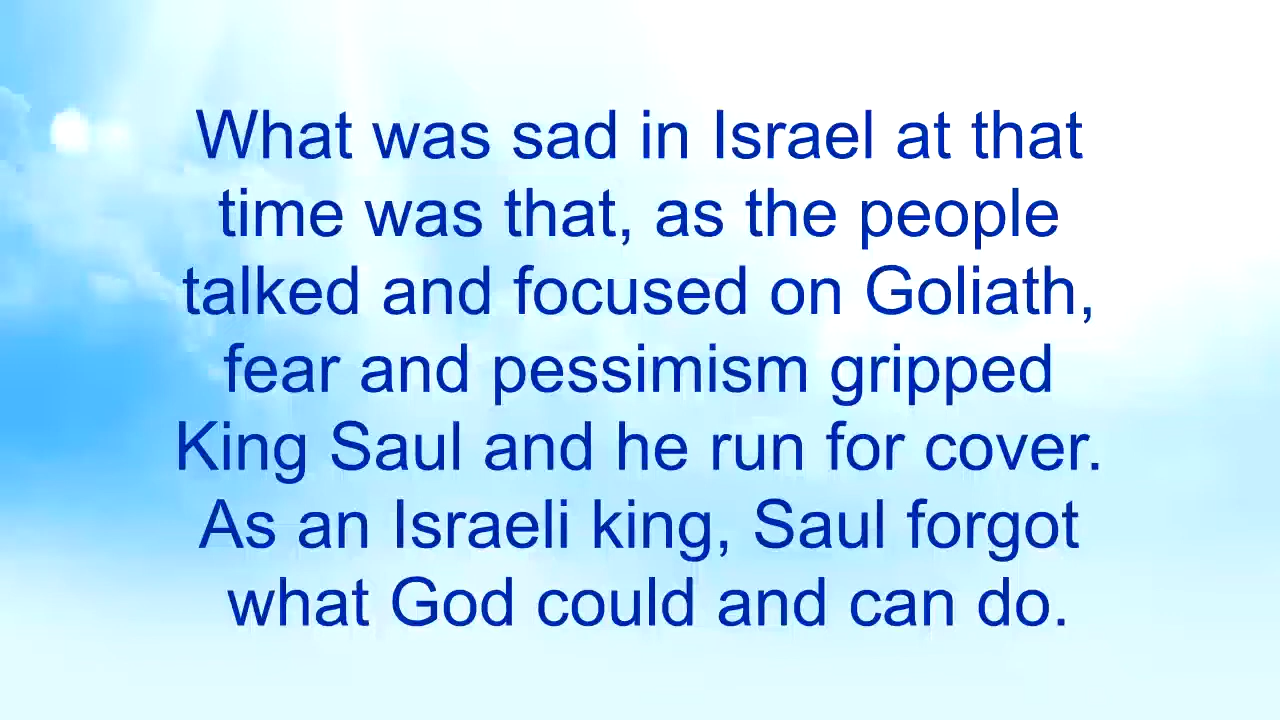 What was sad in Israel at that
time was that, as the people
talked and focused on Goliath,
fear and pessimism gripped
King Saul and he run for cover.
As an Israeli king, Saul forgot
what God could and can do.